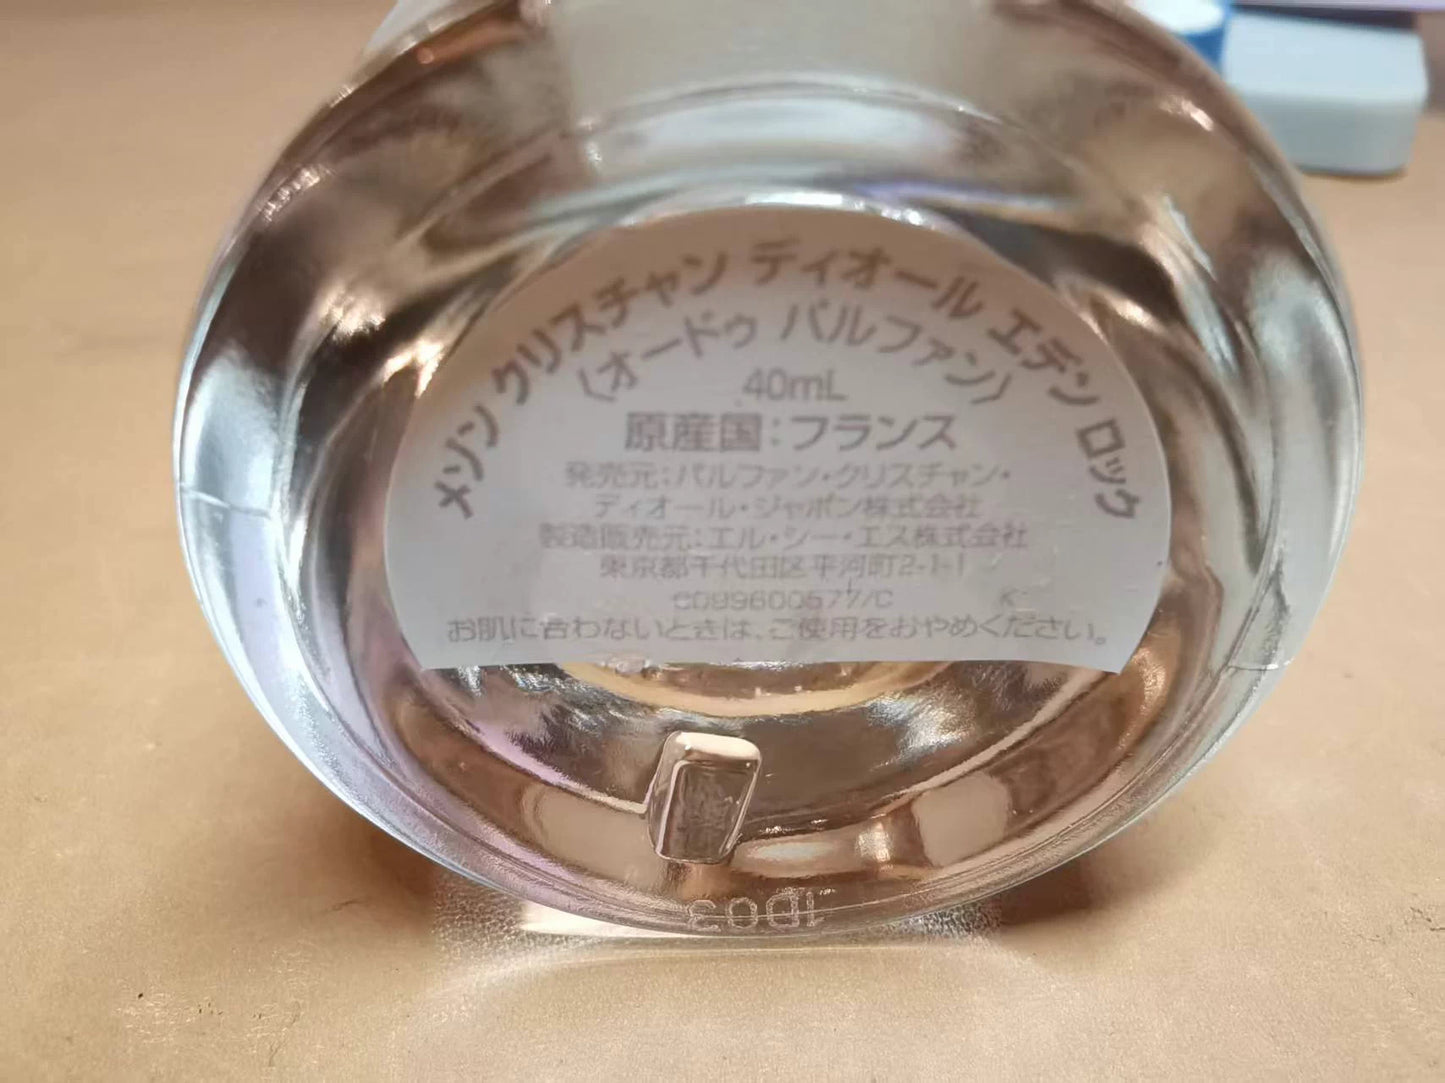 メゾン クリスチャン ディオール エデン ロック
〈オードゥ パルファン〉
40mL
原産国：フランス
発売元：パルファン・クリスチャン・
ディオール・ジャポン株式会社
製造販売元：エル・シー・エス株式会社
東京都千代田区平河町2-1-1
C099600577/C K
お肌に合わないときは、ご使用をおやめください。
1D03